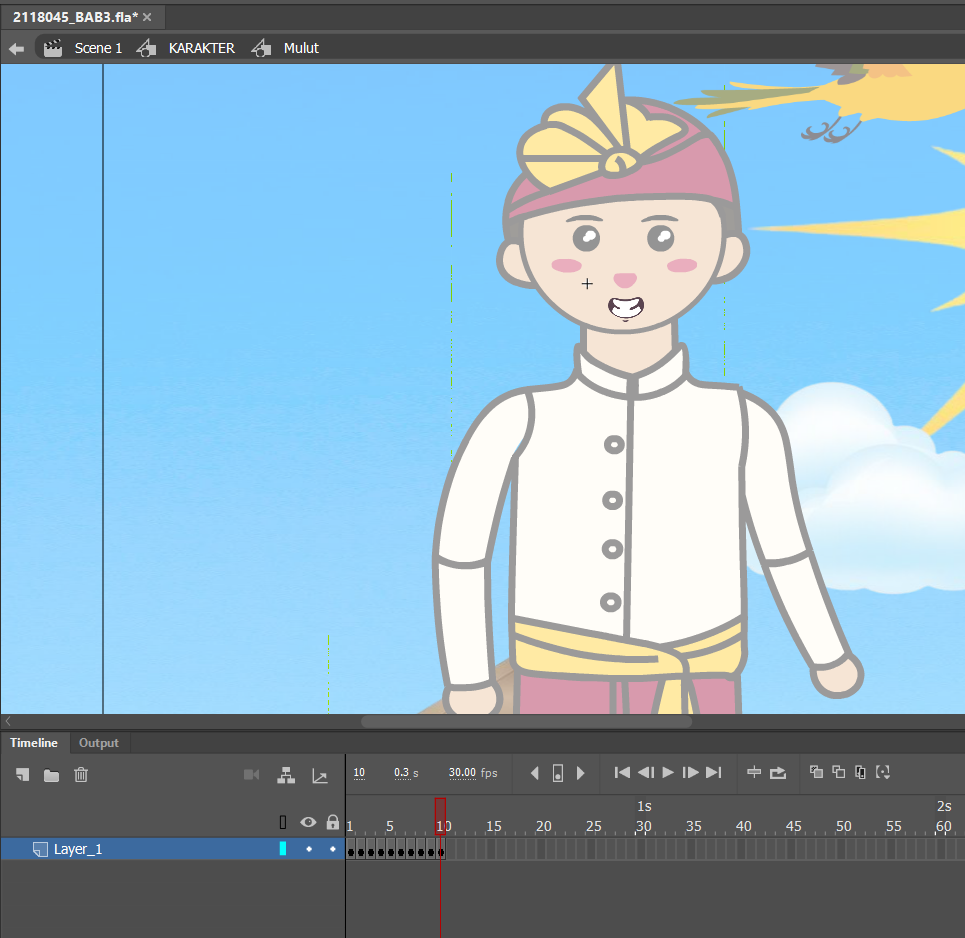 2118045_BAB3.fla*
Scene 1 KARAKTER Mulut
Timeline Output
10 0.3 s 30.00 fps
1s 2s
1 5 10 15 20 25 30 35 40 45 50 55 60
Layer_1